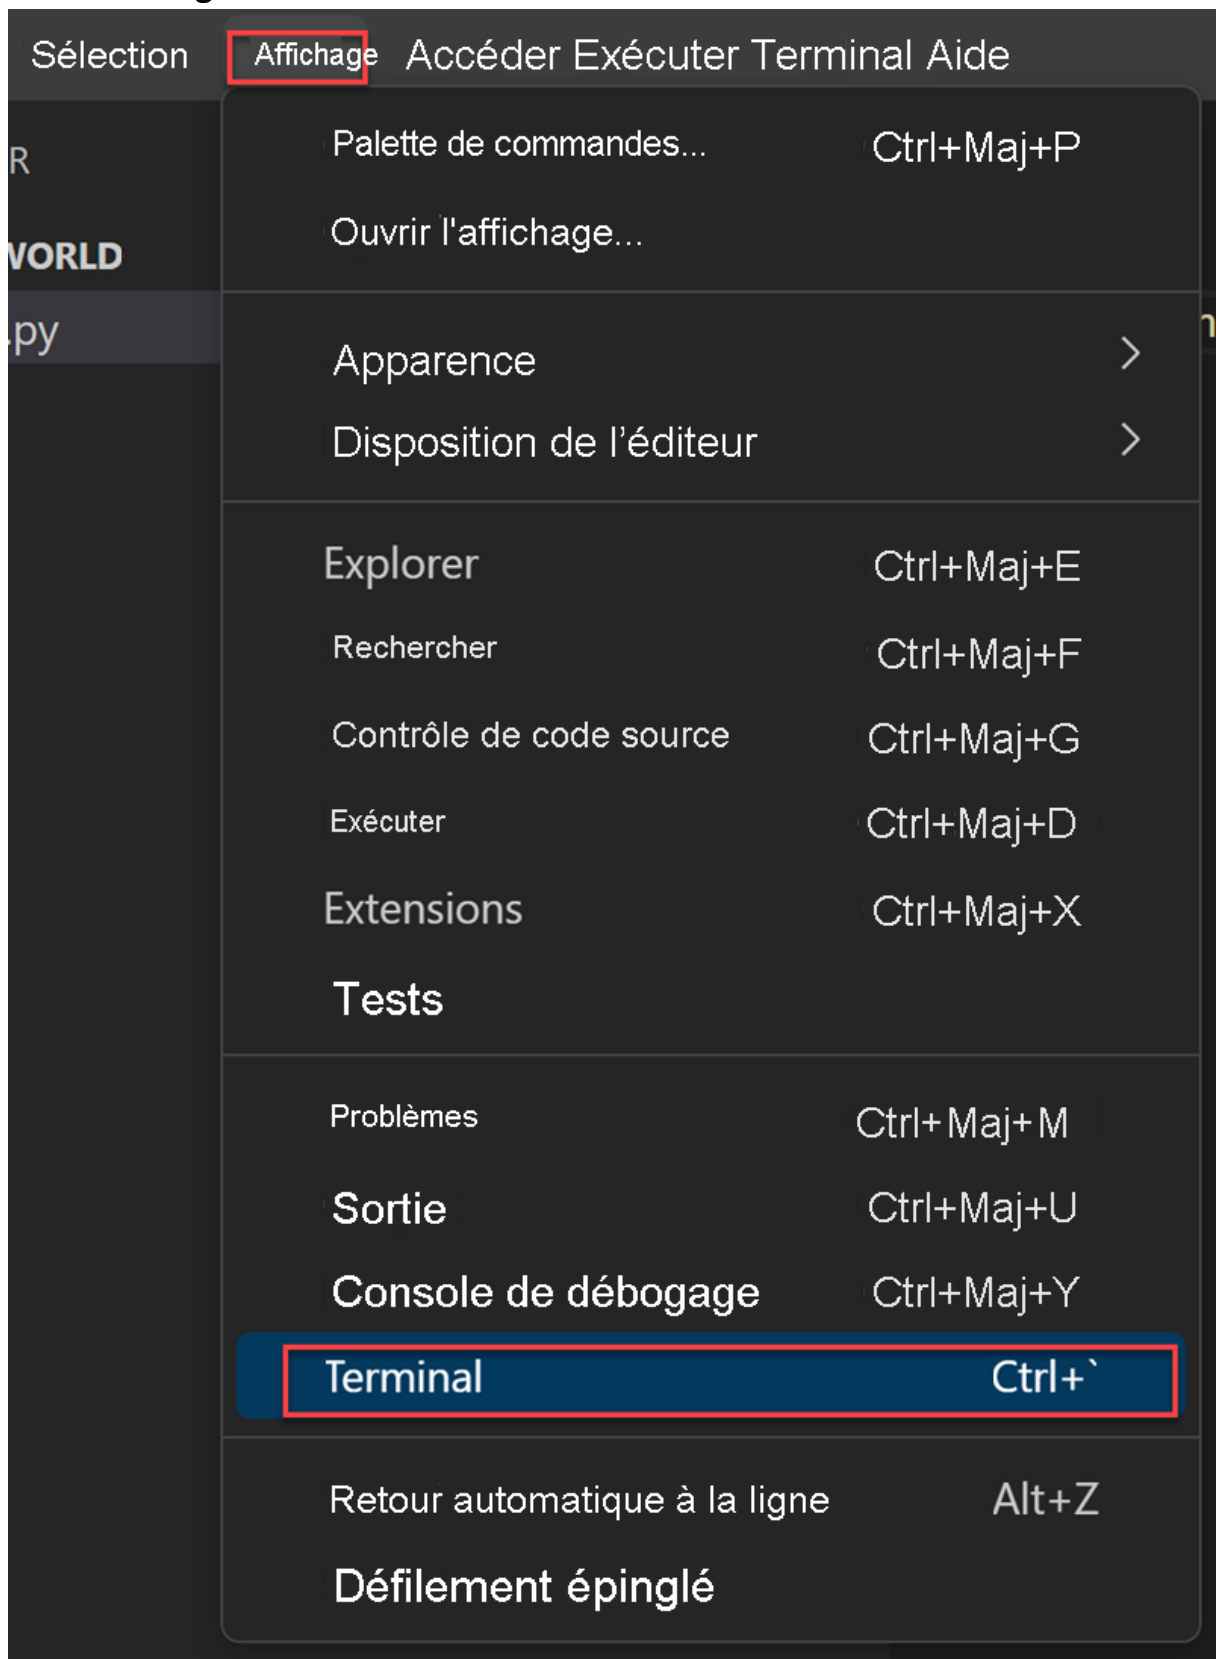 Sélection Affichage Accéder Exécuter Terminal Aide
Palette de commandes... Ctrl+Maj+P
R
Ouvrir l'affichage...
WORLD
.py
Apparence
Disposition de l’éditeur
Explorer Ctrl+Maj+E
Rechercher Ctrl+Maj+F
Contrôle de code source Ctrl+Maj+G
Exécuter Ctrl+Maj+D
Extensions Ctrl+Maj+X
Tests
Problèmes Ctrl+Maj+M
Sortie Ctrl+Maj+U
Console de débogage Ctrl+Maj+Y
Terminal Ctrl+`
Retour automatique à la ligne Alt+Z
Défilement épinglé